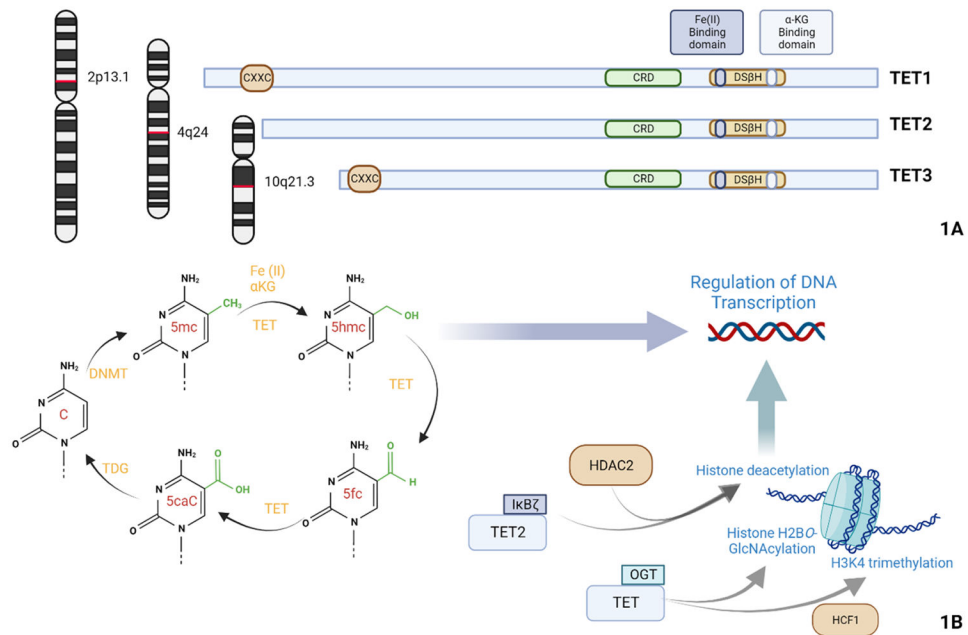 Fe(II)
Binding
domain
α-KG
Binding
domain
2p13.1
CXXC
CRD
DSβH
TET1
4q24
CRD
DSβH
TET2
10q21.3
CXXC
CRD
DSβH
TET3
1A
NH₂
N
O
N
CH₃
5mc
Fe (II)
αKG
TET
NH₂
N
O
N
OH
5hmc
Regulation of DNA
Transcription
DNMT
TET
NH₂
N
O
N
C
TDG
NH₂
N
O
N
O
OH
5caC
TET
NH₂
N
O
N
O
H
5fc
HDAC2
Histone deacetylation
IκBζ
TET2
Histone H2BO-
GlcNAcylation
H3K4 trimethylation
OGT
TET
HCF1
1B